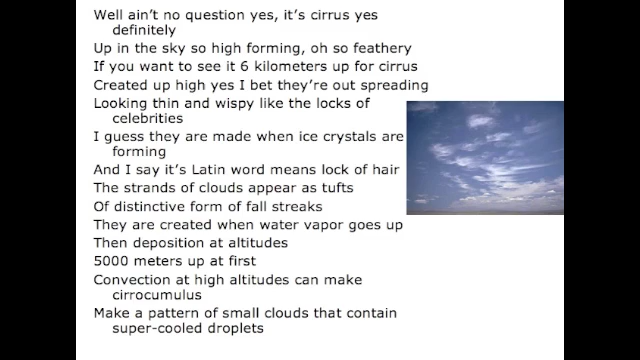 Well ain’t no question yes, it’s cirrus yes
definitely
Up in the sky so high forming, oh so feathery
If you want to see it 6 kilometers up for cirrus
Created up high yes I bet they’re out spreading
Looking thin and wispy like the locks of
celebrities
I guess they are made when ice crystals are
forming
And I say it’s Latin word means lock of hair
The strands of clouds appear as tufts
Of distinctive form of fall streaks
They are created when water vapor goes up
Then deposition at altitudes
5000 meters up at first
Convection at high altitudes can make
cirrocumulus
Make a pattern of small clouds that contain
super-cooled droplets